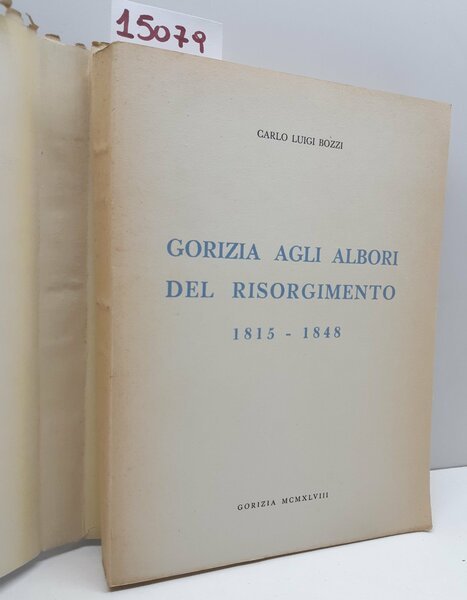 15079
CARLO LUIGI BOZZI
GORIZIA AGLI ALBORI
DEL RISORGIMENTO
1815 - 1848
GORIZIA MCMXLVIII